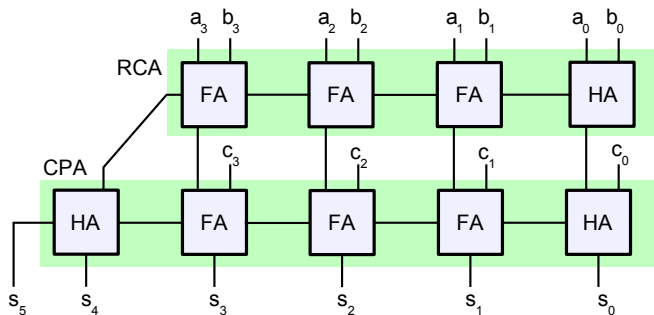 a₃ b₃ a₂ b₂ a₁ b₁ a₀ b₀
RCA
FA FA FA HA
CPA c₃ c₂ c₁ c₀
HA FA FA FA HA
s₅ s₄ s₃ s₂ s₁ s₀